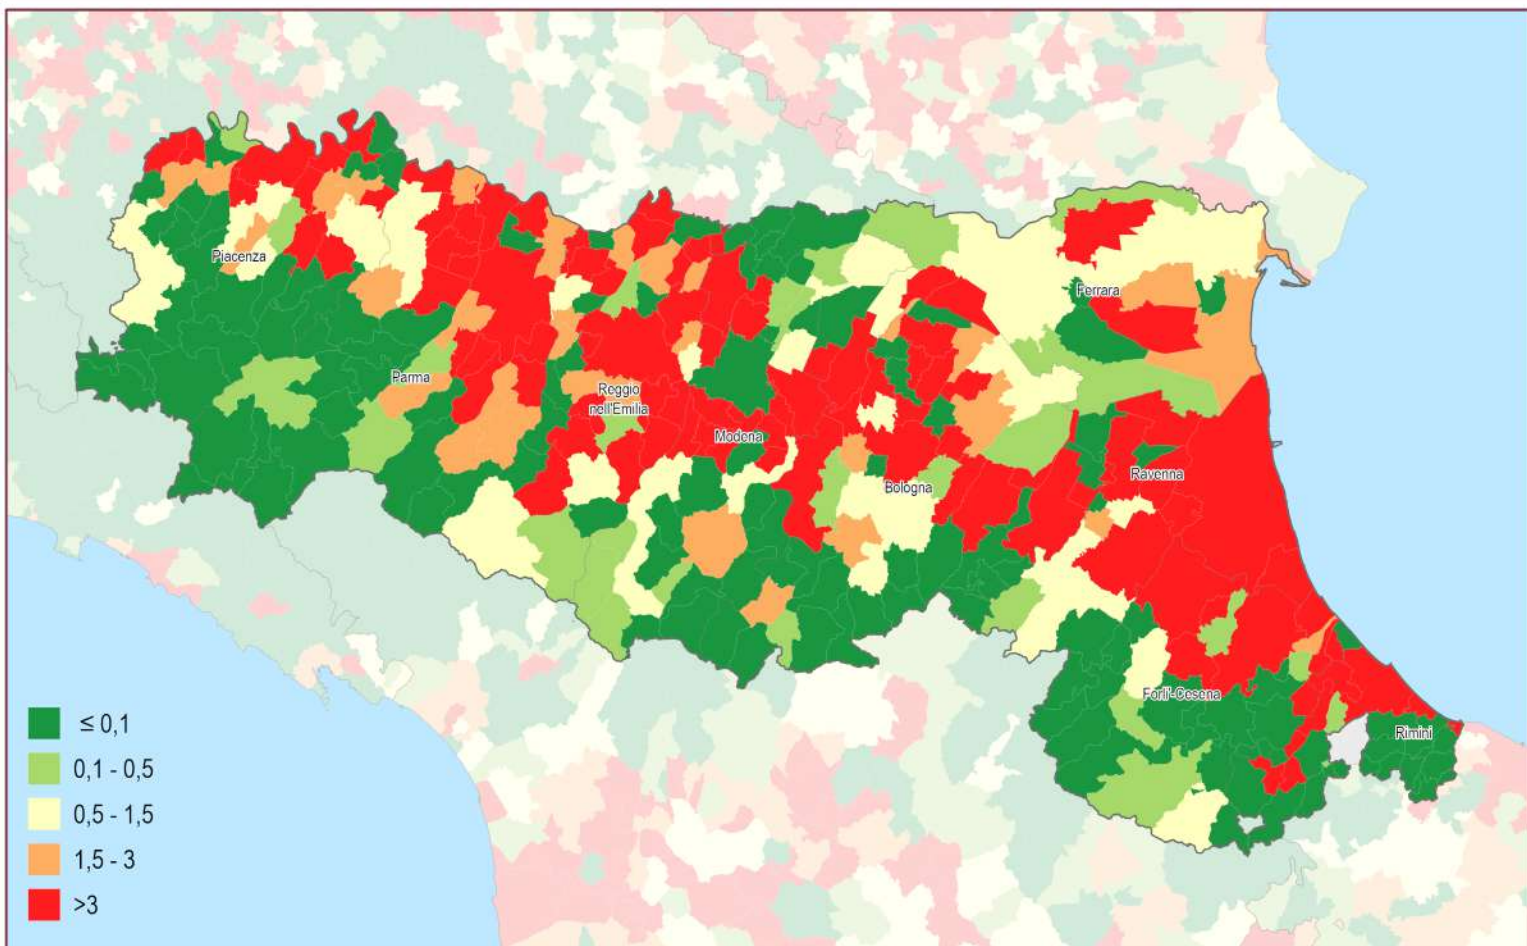 Piacenza
Ferrara
Parma
Reggio
nell'Emilia
Modena
Ravenna
Bologna
Forli'-Cesena
Rimini
≤ 0,1
0,1 - 0,5
0,5 - 1,5
1,5 - 3
>3